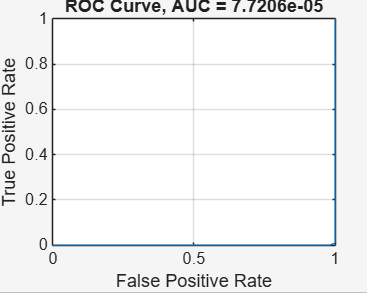 ROC Curve, AUC = 7.7206e-05
True Positive Rate
1
0.8
0.6
0.4
0.2
0
0 0.5 1
False Positive Rate